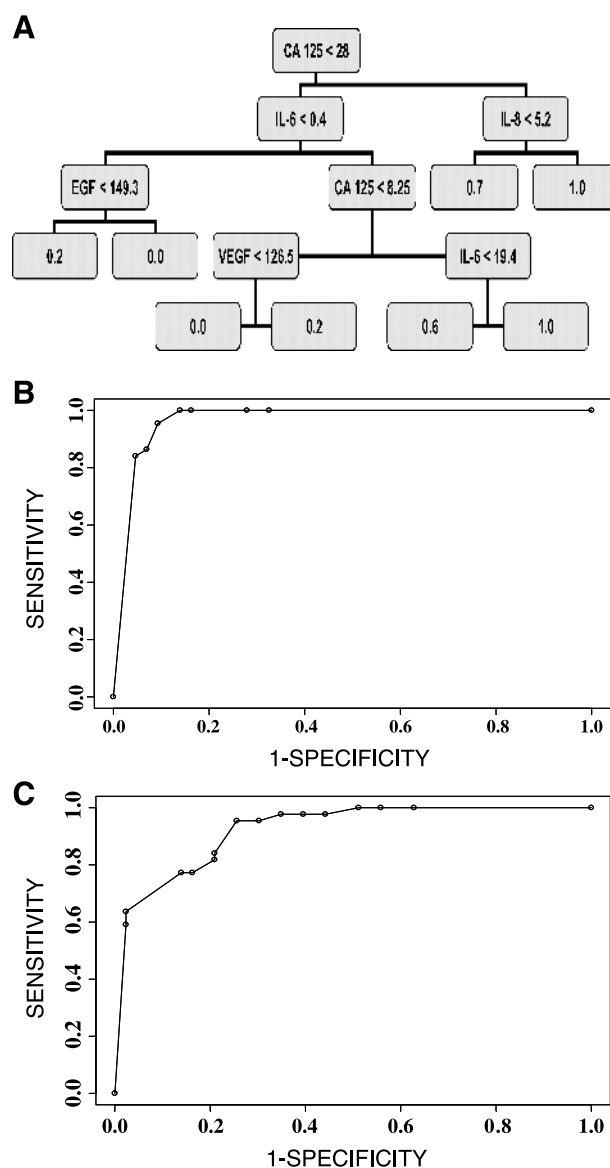 A
CA 125 < 28
IL-6 < 0.4
IL-8 < 5.2
EGF < 149.3
CA 125 < 8.25
0.7
1.0
0.2
0.0
VEGF < 126.5
IL-6 < 19.4
0.0
0.2
0.6
1.0
B
SENSITIVITY
1.0
0.8
0.6
0.4
0.2
0.0
0.0 0.2 0.4 0.6 0.8 1.0
1-SPECIFICITY
C
SENSITIVITY
1.0
0.8
0.6
0.4
0.2
0.0
0.0 0.2 0.4 0.6 0.8 1.0
1-SPECIFICITY